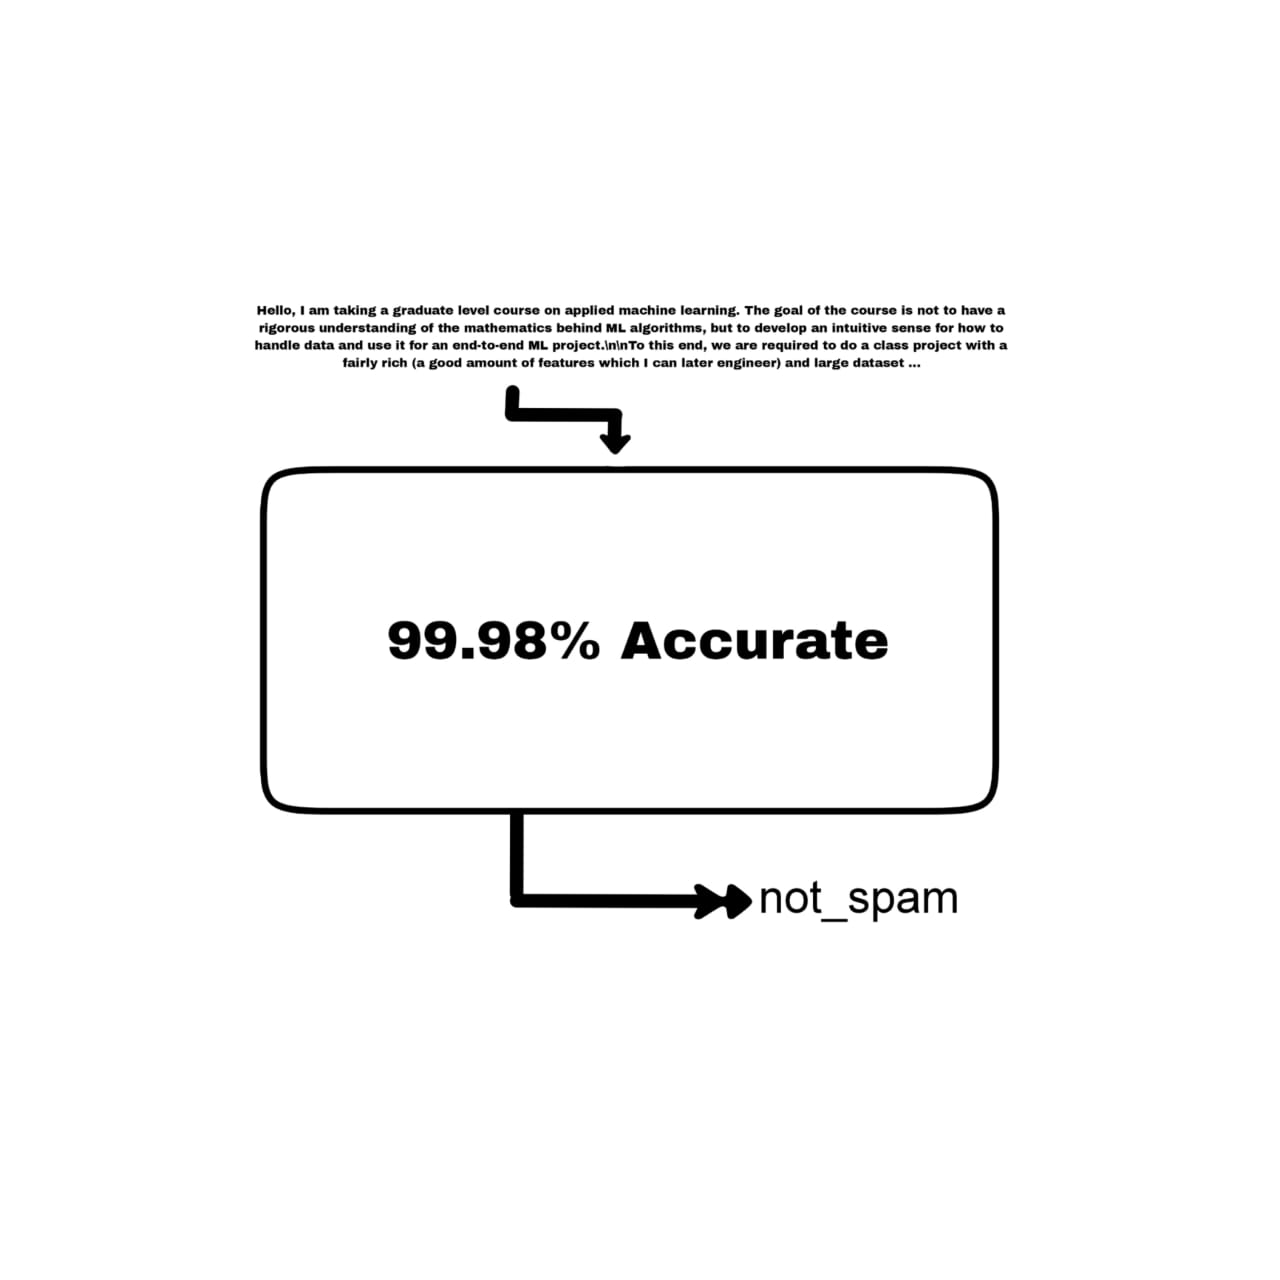 Hello, I am taking a graduate level course on applied machine learning. The goal of the course is not to have a
rigorous understanding of the mathematics behind ML algorithms, but to develop an intuitive sense for how to
handle data and use it for an end-to-end ML project.\n\nTo this end, we are required to do a class project with a
fairly rich (a good amount of features which I can later engineer) and large dataset ...
99.98% Accurate
not_spam